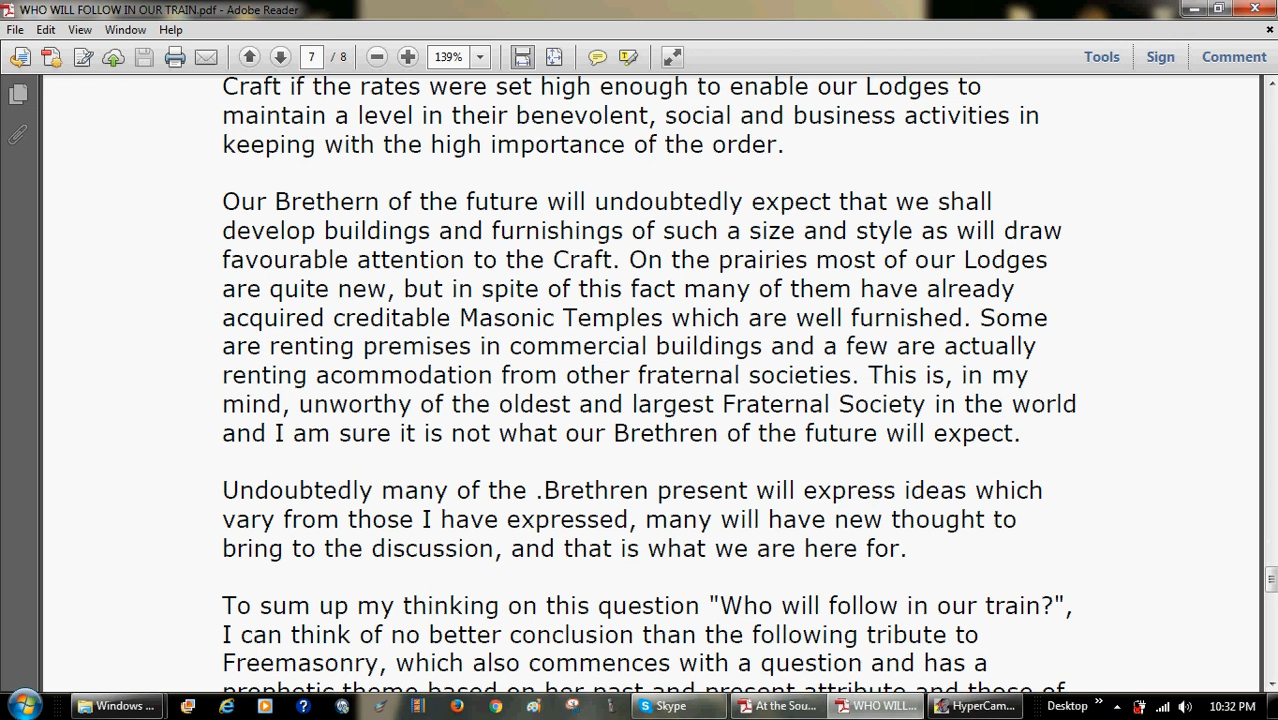 WHO WILL FOLLOW IN OUR TRAIN.pdf - Adobe Reader
File Edit View Window Help
7 / 8 139% Tools Sign Comment
Craft if the rates were set high enough to enable our Lodges to
maintain a level in their benevolent, social and business activities in
keeping with the high importance of the order.
Our Brethern of the future will undoubtedly expect that we shall
develop buildings and furnishings of such a size and style as will draw
favourable attention to the Craft. On the prairies most of our Lodges
are quite new, but in spite of this fact many of them have already
acquired creditable Masonic Temples which are well furnished. Some
are renting premises in commercial buildings and a few are actually
renting acommodation from other fraternal societies. This is, in my
mind, unworthy of the oldest and largest Fraternal Society in the world
and I am sure it is not what our Brethren of the future will expect.
Undoubtedly many of the .Brethren present will express ideas which
vary from those I have expressed, many will have new thought to
bring to the discussion, and that is what we are here for.
To sum up my thinking on this question "Who will follow in our train?",
I can think of no better conclusion than the following tribute to
Freemasonry, which also commences with a question and has a
prophetic theme based on her past and present attribute and those of
Windows ... Skype At the Sou... WHO WILL... HyperCam... Desktop 10:32 PM